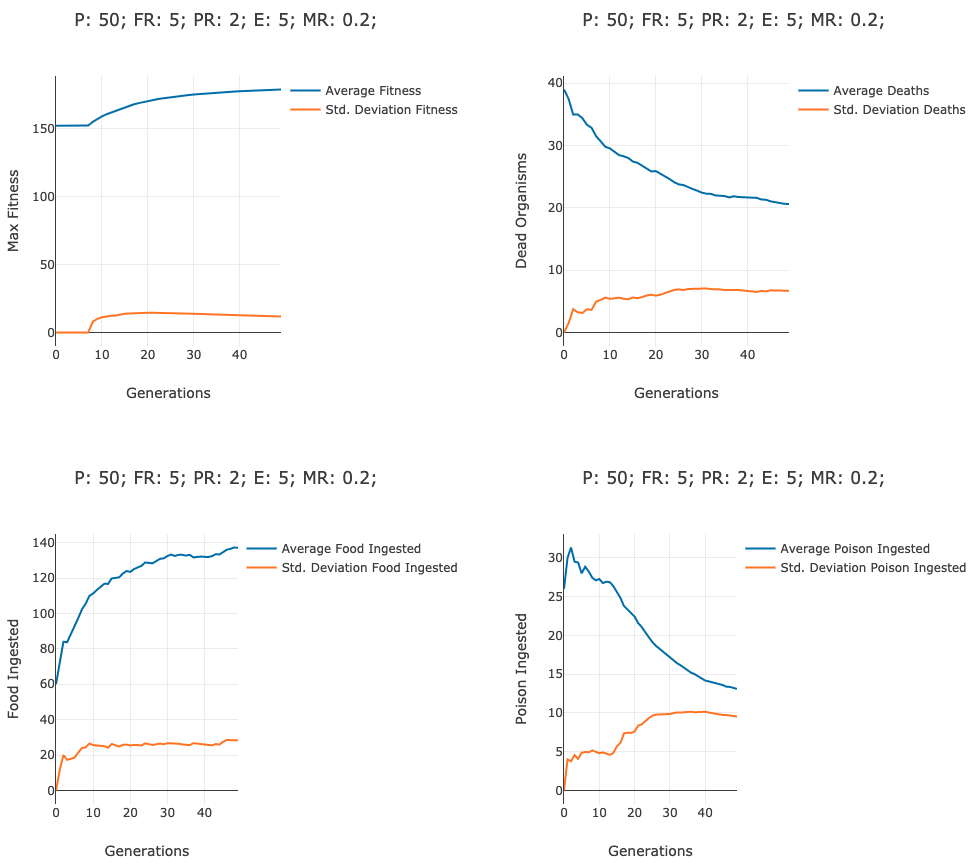 P: 50; FR: 5; PR: 2; E: 5; MR: 0.2;
Average Fitness
Std. Deviation Fitness
Max Fitness
150
100
50
0
0 10 20 30 40
Generations
P: 50; FR: 5; PR: 2; E: 5; MR: 0.2;
Average Deaths
Std. Deviation Deaths
Dead Organisms
40
30
20
10
0
0 10 20 30 40
Generations
P: 50; FR: 5; PR: 2; E: 5; MR: 0.2;
Average Food Ingested
Std. Deviation Food Ingested
Food Ingested
140
120
100
80
60
40
20
0
0 10 20 30 40
Generations
P: 50; FR: 5; PR: 2; E: 5; MR: 0.2;
Average Poison Ingested
Std. Deviation Poison Ingested
Poison Ingested
30
25
20
15
10
5
0
0 10 20 30 40
Generations